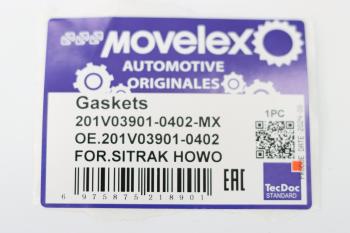 MOVELEX
AUTOMOTIVE
ORIGINALES
Gaskets
201V03901-0402-MX
OE.201V03901-0402
FOR.SITRAK HOWO
1PC
6 975875 218901
EAC
TecDoc
STANDARD